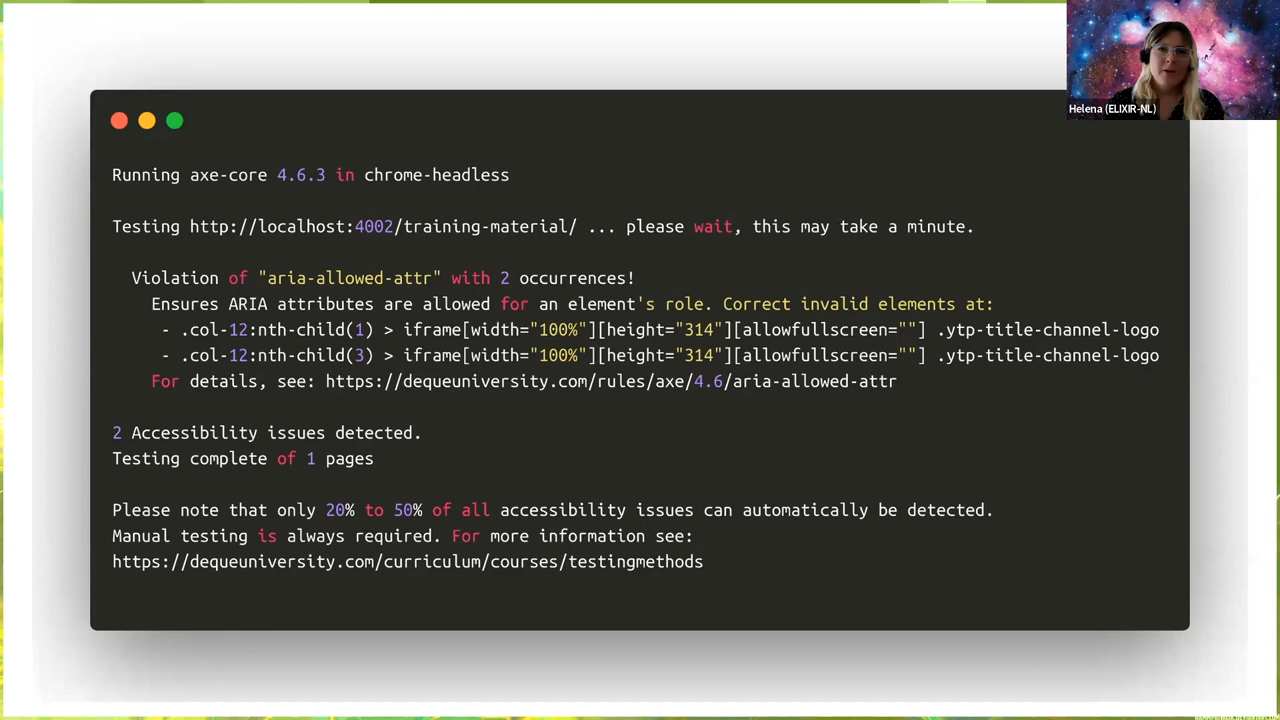 Helena (ELIXIR-NL)
Running axe-core 4.6.3 in chrome-headless
Testing http://localhost:4002/training-material/ ... please wait, this may take a minute.
Violation of "aria-allowed-attr" with 2 occurrences!
Ensures ARIA attributes are allowed for an element's role. Correct invalid elements at:
- .col-12:nth-child(1) > iframe[width="100%"][height="314"][allowfullscreen=""] .ytp-title-channel-logo
- .col-12:nth-child(3) > iframe[width="100%"][height="314"][allowfullscreen=""] .ytp-title-channel-logo
For details, see: https://dequeuniversity.com/rules/axe/4.6/aria-allowed-attr
2 Accessibility issues detected.
Testing complete of 1 pages
Please note that only 20% to 50% of all accessibility issues can automatically be detected.
Manual testing is always required. For more information see:
https://dequeuniversity.com/curriculum/courses/testingmethods